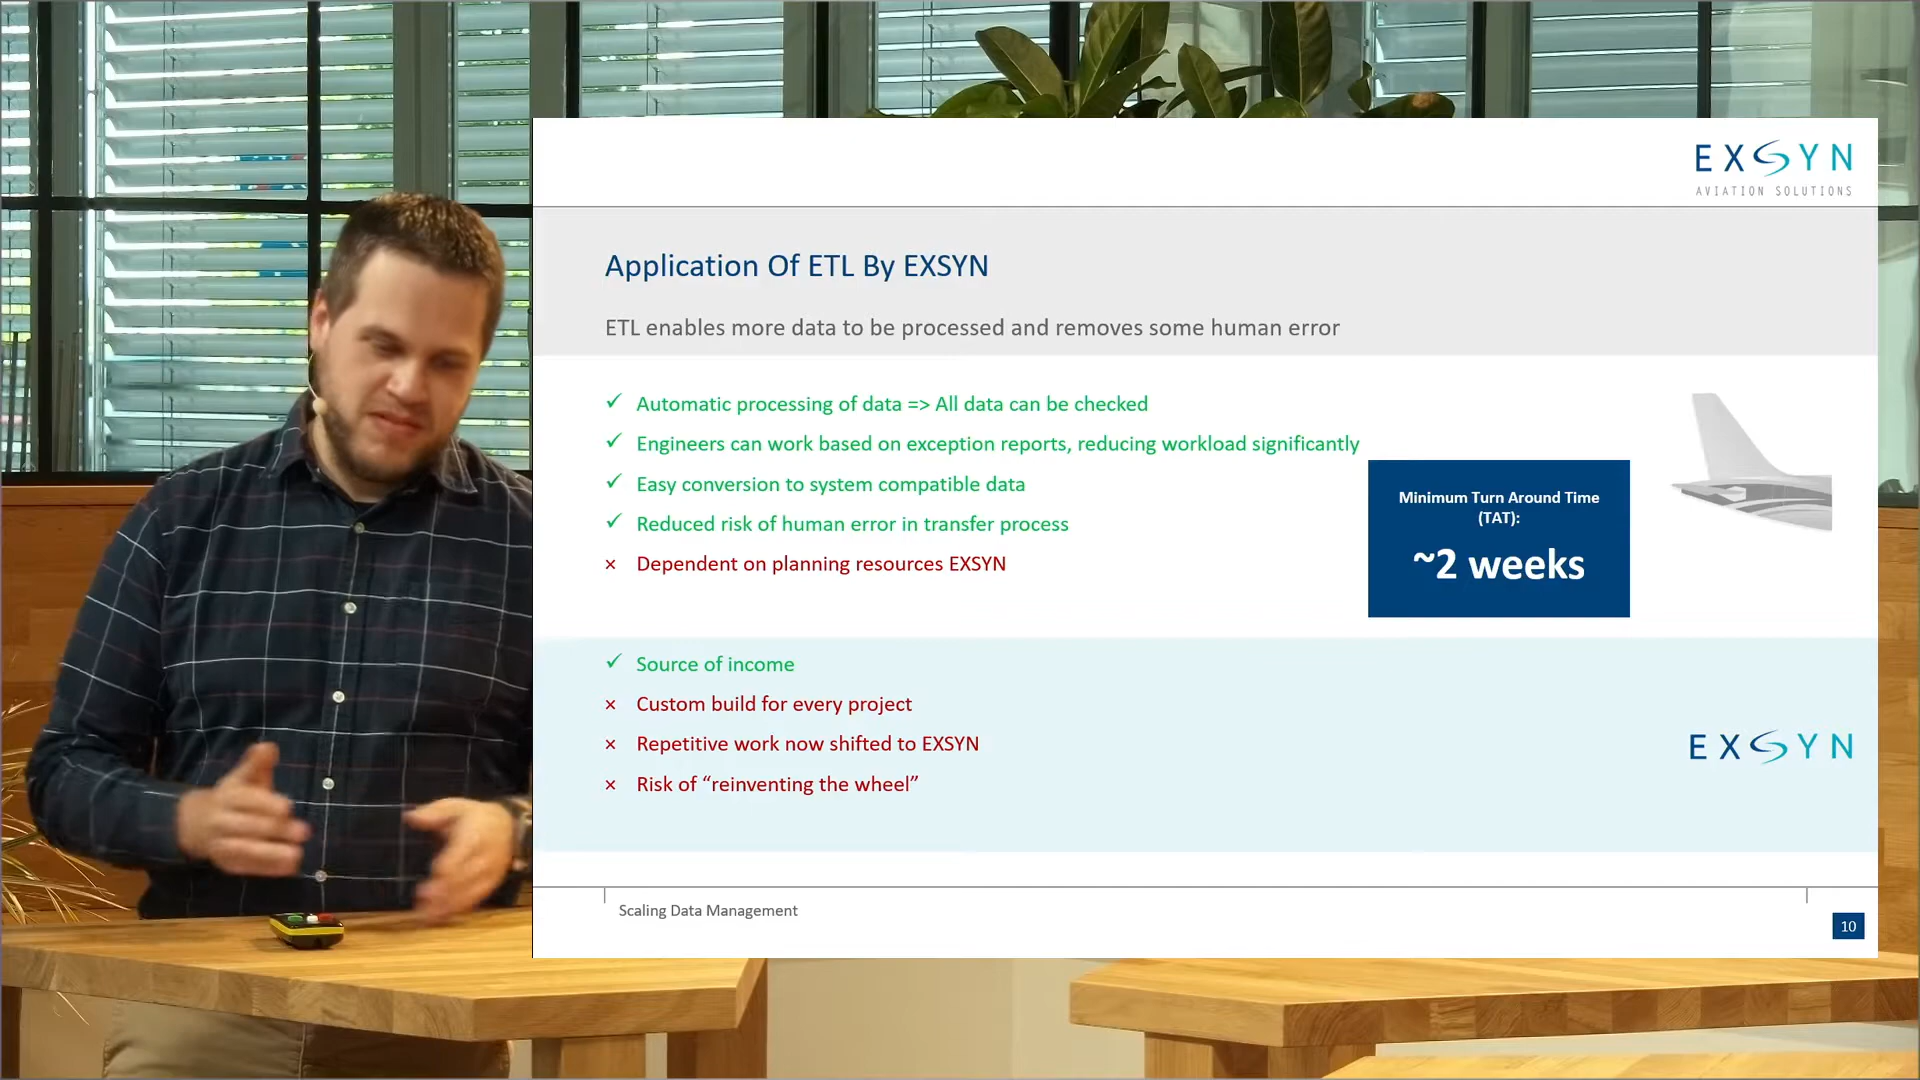 EXSYN
AVIATION SOLUTIONS
Application Of ETL By EXSYN
ETL enables more data to be processed and removes some human error
✓ Automatic processing of data => All data can be checked
✓ Engineers can work based on exception reports, reducing workload significantly
✓ Easy conversion to system compatible data
✓ Reduced risk of human error in transfer process
× Dependent on planning resources EXSYN
Minimum Turn Around Time
(TAT):
~2 weeks
✓ Source of income
× Custom build for every project
× Repetitive work now shifted to EXSYN
× Risk of “reinventing the wheel”
EXSYN
Scaling Data Management
10